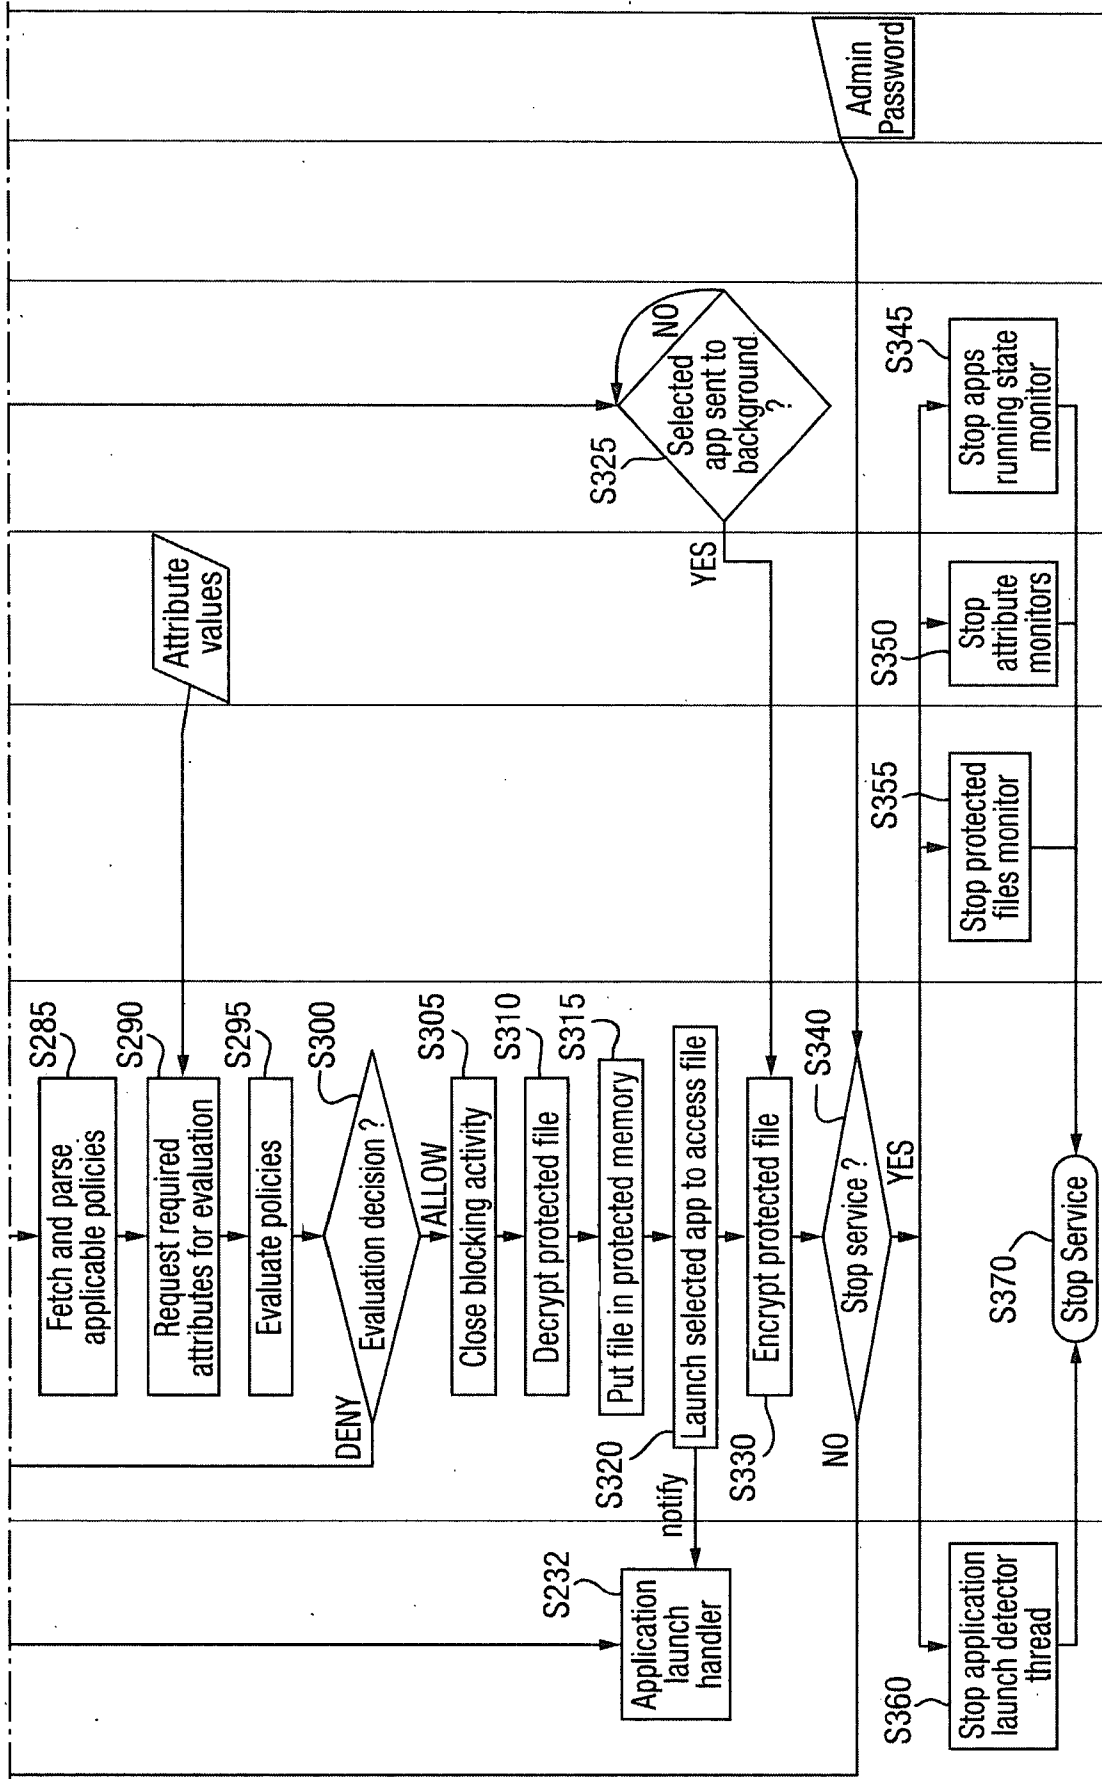 S285
Fetch and parse
applicable policies
S290
Request required
attributes for evaluation
Attribute
values
S295
Evaluate policies
S300
Evaluation decision ?
DENY
ALLOW
S305
Close blocking activity
S310
Decrypt protected file
S315
Put file in protected memory
S320
Launch selected app to access file
notify
S232
Application
launch
handler
S325
Selected
app sent to
background
?
NO
YES
S330
Encrypt protected file
S340
Stop service ?
NO
YES
Admin
Password
S360
Stop application
launch detector
thread
S355
Stop protected
files monitor
S350
Stop
attribute
monitors
S345
Stop apps
running state
monitor
S370
Stop Service